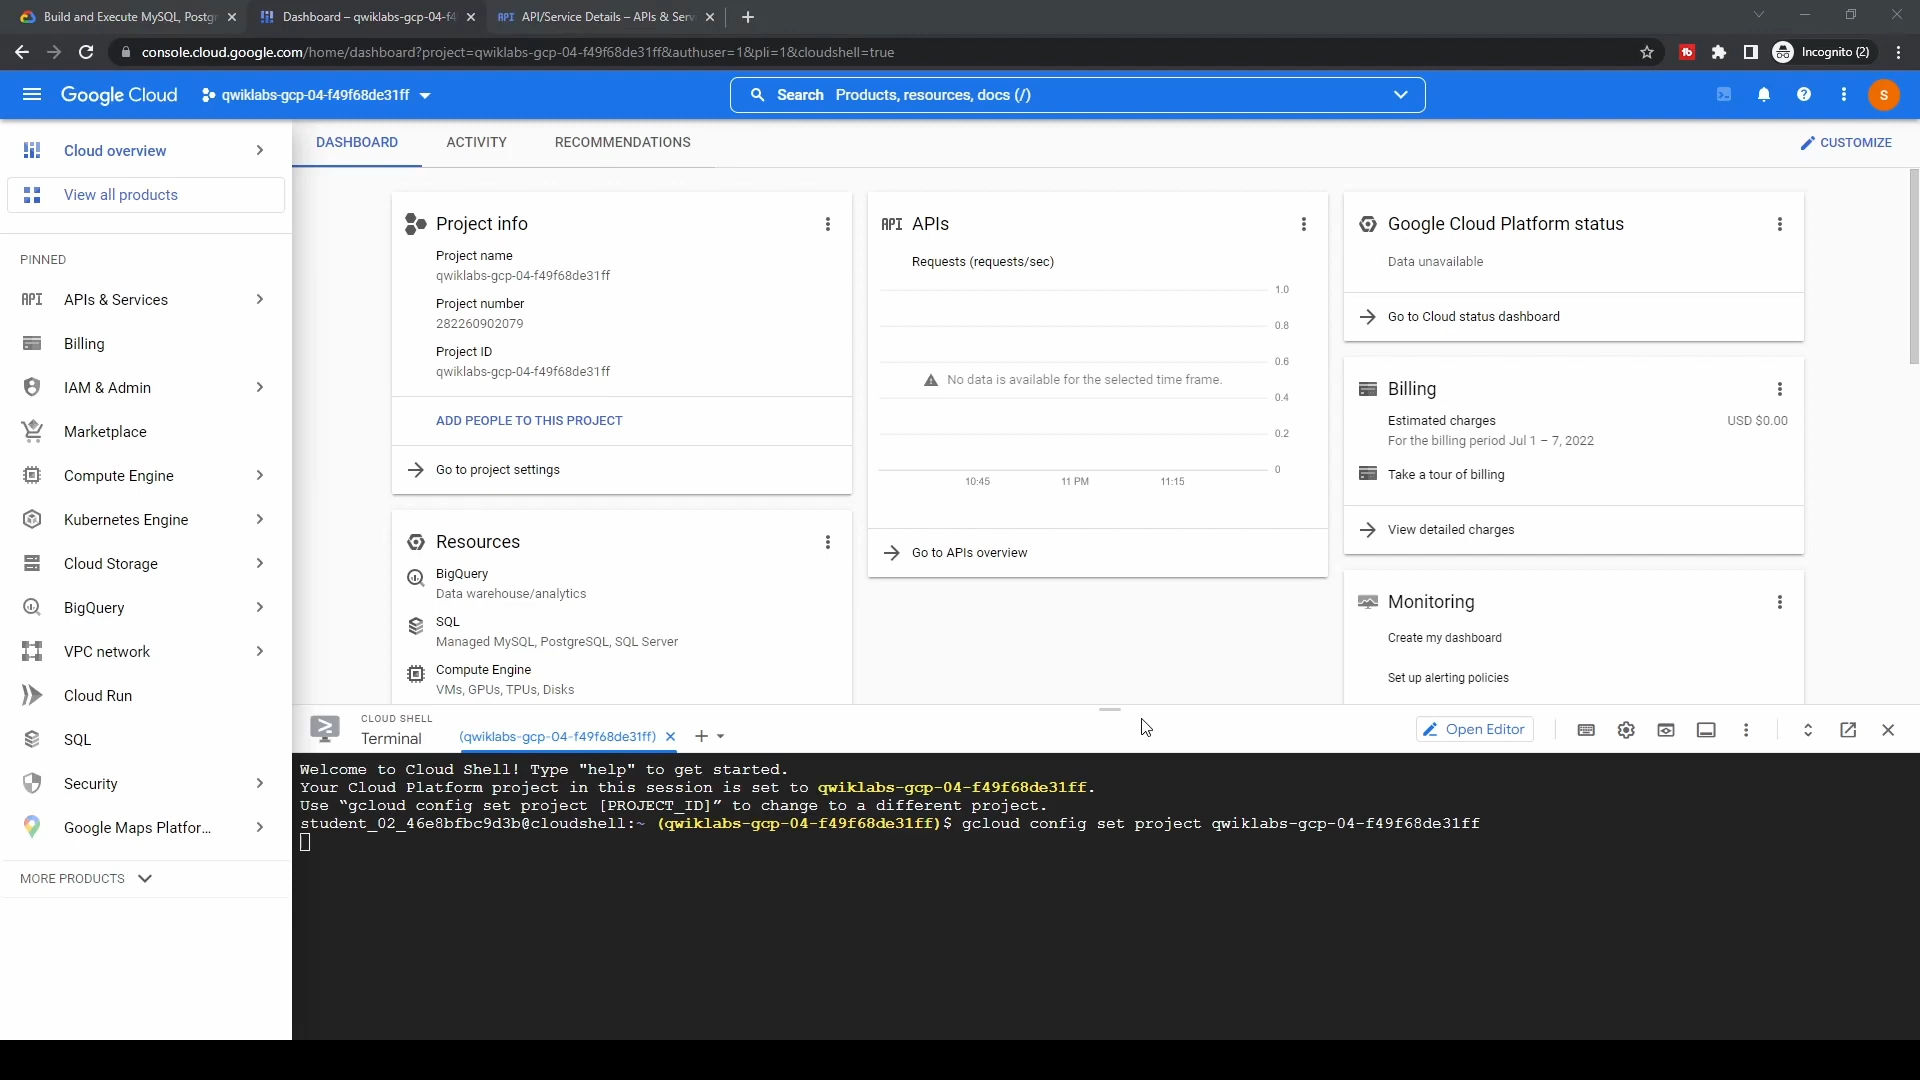 Build and Execute MySQL, Postgr
Dashboard – qwiklabs-gcp-04-f4
API API/Service Details – APIs & Serv
console.cloud.google.com/home/dashboard?project=qwiklabs-gcp-04-f49f68de31ff&authuser=1&pli=1&cloudshell=true
Incognito (2)
Google Cloud
qwiklabs-gcp-04-f49f68de31ff
Search Products, resources, docs (/)
S
Cloud overview
View all products
PINNED
API APIs & Services
Billing
IAM & Admin
Marketplace
Compute Engine
Kubernetes Engine
Cloud Storage
BigQuery
VPC network
Cloud Run
SQL
Security
Google Maps Platfor...
MORE PRODUCTS
DASHBOARD
ACTIVITY
RECOMMENDATIONS
CUSTOMIZE
Project info
Project name
qwiklabs-gcp-04-f49f68de31ff
Project number
282260902079
Project ID
qwiklabs-gcp-04-f49f68de31ff
ADD PEOPLE TO THIS PROJECT
Go to project settings
Resources
BigQuery
Data warehouse/analytics
SQL
Managed MySQL, PostgreSQL, SQL Server
Compute Engine
VMs, GPUs, TPUs, Disks
API APIs
Requests (requests/sec)
1.0
0.8
0.6
No data is available for the selected time frame.
0.4
0.2
0
10:45
11 PM
11:15
Go to APIs overview
Google Cloud Platform status
Data unavailable
Go to Cloud status dashboard
Billing
Estimated charges USD $0.00
For the billing period Jul 1 – 7, 2022
Take a tour of billing
View detailed charges
Monitoring
Create my dashboard
Set up alerting policies
CLOUD SHELL
Terminal
(qwiklabs-gcp-04-f49f68de31ff)
Open Editor
Welcome to Cloud Shell! Type "help" to get started.
Your Cloud Platform project in this session is set to qwiklabs-gcp-04-f49f68de31ff.
Use “gcloud config set project [PROJECT_ID]” to change to a different project.
student_02_46e8bfbc9d3b@cloudshell:~ (qwiklabs-gcp-04-f49f68de31ff)$ gcloud config set project qwiklabs-gcp-04-f49f68de31ff